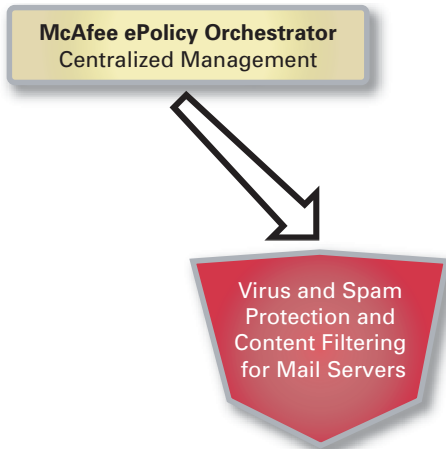 McAfee ePolicy Orchestrator
Centralized Management
Virus and Spam
Protection and
Content Filtering
for Mail Servers